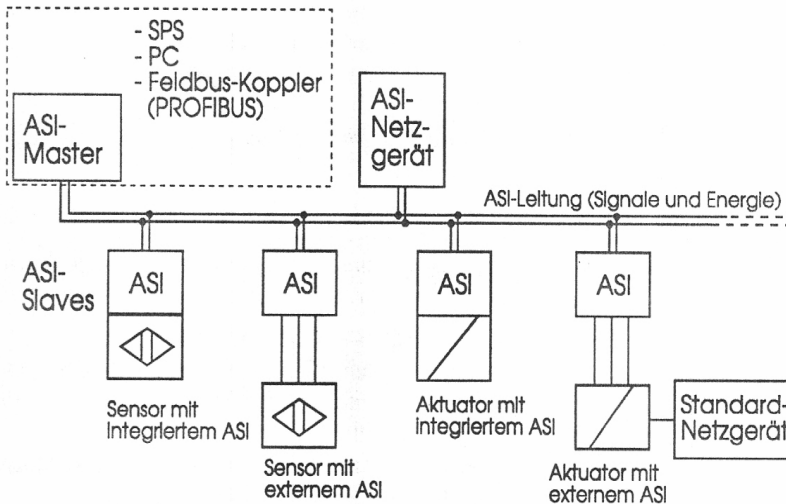 - SPS
- PC
- Feldbus-Koppler
(PROFIBUS)
ASI-
Master
ASI-
Netz-
gerät
ASI-Leitung (Signale und Energie)
ASI-
Slaves
ASI
ASI
ASI
ASI
Sensor mit
integriertem ASI
Sensor mit
externem ASI
Aktuator mit
integriertem ASI
Aktuator mit
externem ASI
Standard-
Netzgerät